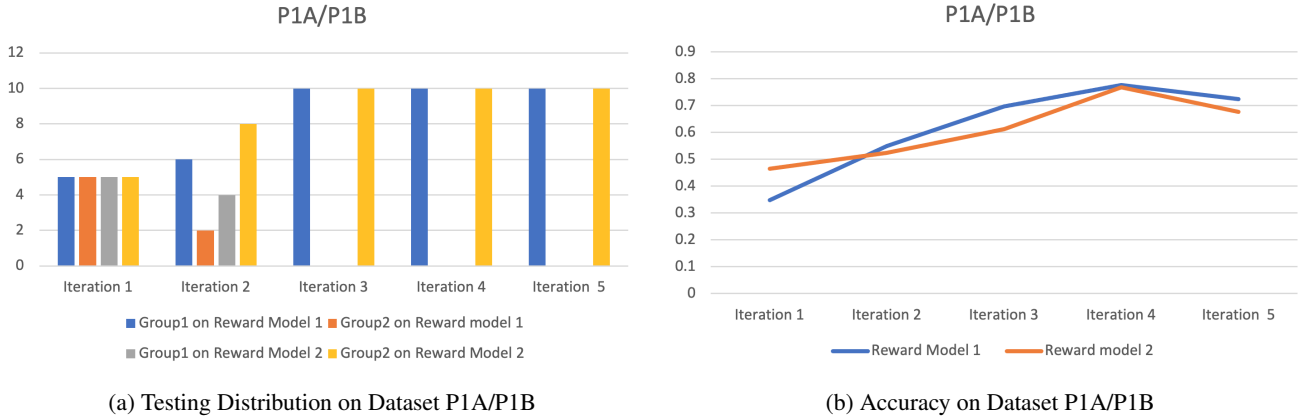 P1A/P1B
12
10
8
6
4
2
0
Iteration 1 Iteration 2 Iteration 3 Iteration 4 Iteration 5
Group1 on Reward Model 1 Group2 on Reward model 1
Group1 on Reward Model 2 Group2 on Reward Model 2
(a) Testing Distribution on Dataset P1A/P1B
P1A/P1B
0.9
0.8
0.7
0.6
0.5
0.4
0.3
0.2
0.1
0
Iteration 1 Iteration 2 Iteration 3 Iteration 4 Iteration 5
Reward Model 1 Reward model 2
(b) Accuracy on Dataset P1A/P1B